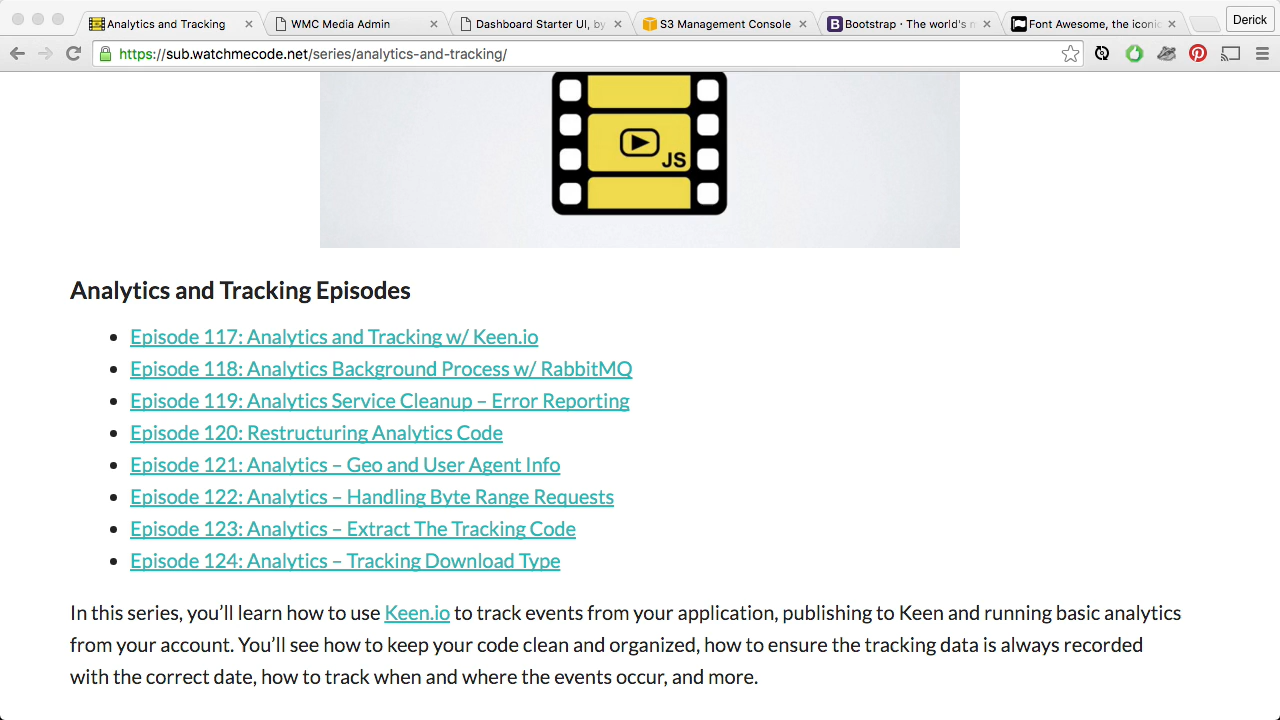 Analytics and Tracking
WMC Media Admin
Dashboard Starter UI, by
S3 Management Console
Bootstrap · The world's m
Font Awesome, the iconic
Derick
https://sub.watchmecode.net/series/analytics-and-tracking/
JS
Analytics and Tracking Episodes
Episode 117: Analytics and Tracking w/ Keen.io
Episode 118: Analytics Background Process w/ RabbitMQ
Episode 119: Analytics Service Cleanup – Error Reporting
Episode 120: Restructuring Analytics Code
Episode 121: Analytics – Geo and User Agent Info
Episode 122: Analytics – Handling Byte Range Requests
Episode 123: Analytics – Extract The Tracking Code
Episode 124: Analytics – Tracking Download Type
In this series, you'll learn how to use Keen.io to track events from your application, publishing to Keen and running basic analytics
from your account. You'll see how to keep your code clean and organized, how to ensure the tracking data is always recorded
with the correct date, how to track when and where the events occur, and more.